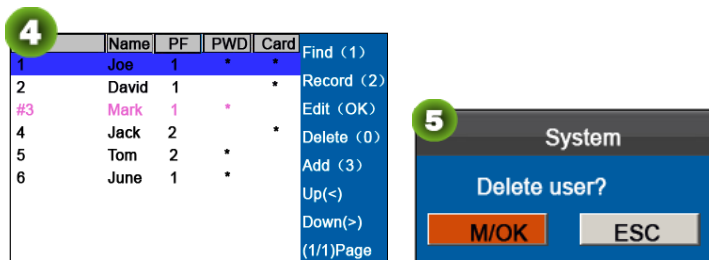 4
Name PF PWD Card
1 Joe 1 * *
2 David 1 *
#3 Mark 1 *
4 Jack 2 *
5 Tom 2 *
6 June 1 *
Find（1）
Record（2）
Edit（OK）
Delete（0）
Add（3）
Up(<)
Down(>)
(1/1)Page
5
System
Delete user?
M/OK ESC